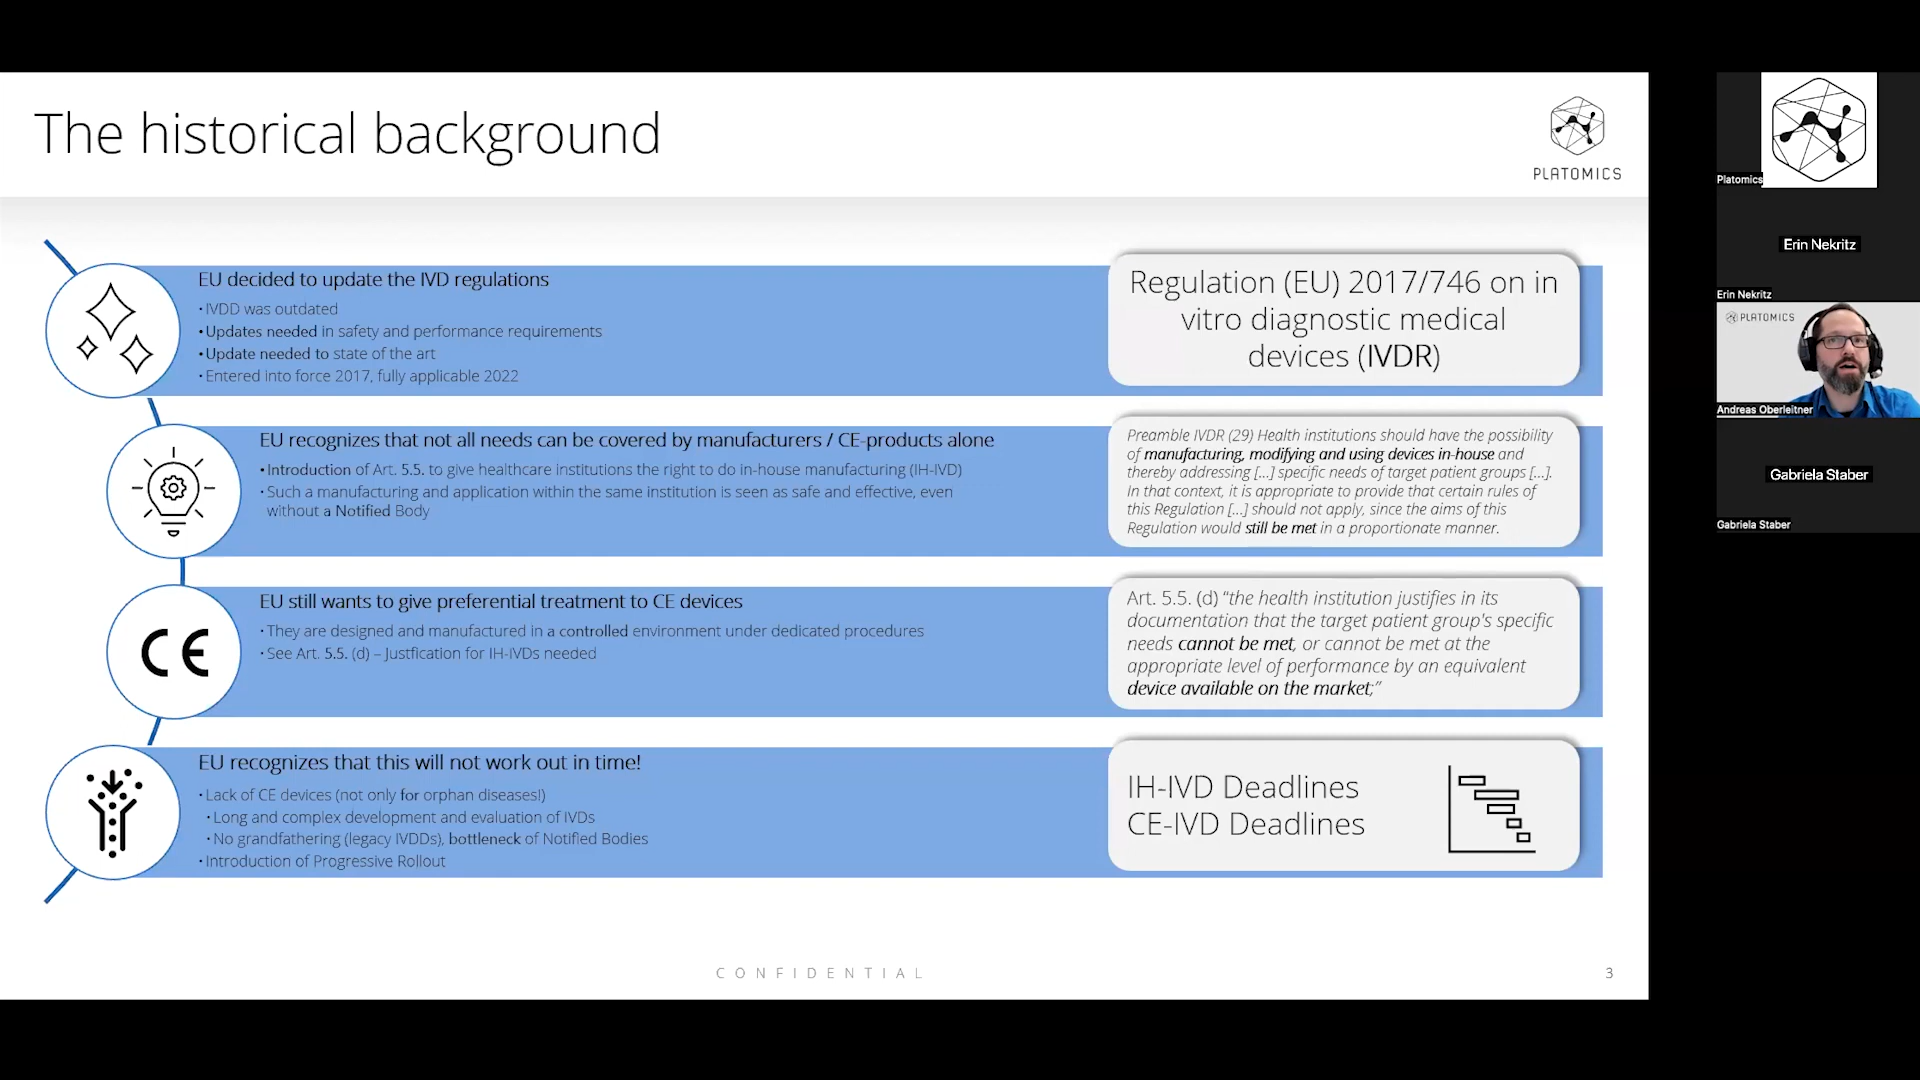 The historical background
PLATOMICS
EU decided to update the IVD regulations
• IVDD was outdated
• Updates needed in safety and performance requirements
• Update needed to state of the art
• Entered into force 2017, fully applicable 2022
Regulation (EU) 2017/746 on in
vitro diagnostic medical
devices (IVDR)
EU recognizes that not all needs can be covered by manufacturers / CE-products alone
• Introduction of Art. 5.5. to give healthcare institutions the right to do in-house manufacturing (IH-IVD)
• Such a manufacturing and application within the same institution is seen as safe and effective, even
without a Notified Body
Preamble IVDR (29) Health institutions should have the possibility
of manufacturing, modifying and using devices in-house and
thereby addressing [...] specific needs of target patient groups [...].
In that context, it is appropriate to provide that certain rules of
this Regulation [...] should not apply, since the aims of this
Regulation would still be met in a proportionate manner.
CE
EU still wants to give preferential treatment to CE devices
• They are designed and manufactured in a controlled environment under dedicated procedures
• See Art. 5.5. (d) – Justfication for IH-IVDs needed
Art. 5.5. (d) “the health institution justifies in its
documentation that the target patient group's specific
needs cannot be met, or cannot be met at the
appropriate level of performance by an equivalent
device available on the market;”
EU recognizes that this will not work out in time!
• Lack of CE devices (not only for orphan diseases!)
• Long and complex development and evaluation of IVDs
• No grandfathering (legacy IVDDs), bottleneck of Notified Bodies
• Introduction of Progressive Rollout
IH-IVD Deadlines
CE-IVD Deadlines
CONFIDENTIAL
3
Platomics
Erin Nekritz
Erin Nekritz
PLATOMICS
Andreas Oberleitner
Gabriela Staber
Gabriela Staber